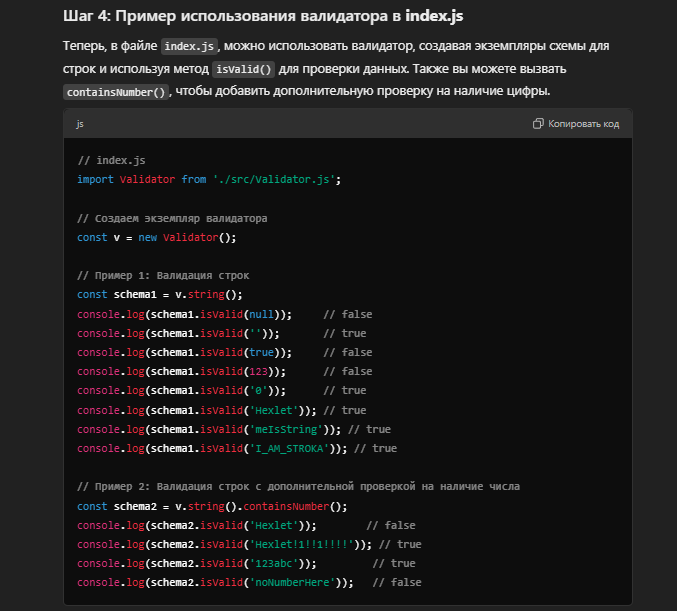 Шаг 4: Пример использования валидатора в index.js
Теперь, в файле index.js, можно использовать валидатор, создавая экземпляры схемы для
строк и используя метод isValid() для проверки данных. Также вы можете вызвать
containsNumber(), чтобы добавить дополнительную проверку на наличие цифры.
js Копировать код
// index.js
import Validator from './src/Validator.js';
// Создаем экземпляр валидатора
const v = new Validator();
// Пример 1: Валидация строк
const schema1 = v.string();
console.log(schema1.isValid(null)); // false
console.log(schema1.isValid('')); // true
console.log(schema1.isValid(true)); // false
console.log(schema1.isValid(123)); // false
console.log(schema1.isValid('0')); // true
console.log(schema1.isValid('Hexlet')); // true
console.log(schema1.isValid('meIsString')); // true
console.log(schema1.isValid('I_AM_STROKA')); // true
// Пример 2: Валидация строк с дополнительной проверкой на наличие числа
const schema2 = v.string().containsNumber();
console.log(schema2.isValid('Hexlet')); // false
console.log(schema2.isValid('Hexlet!1!!1!!!!')); // true
console.log(schema2.isValid('123abc')); // true
console.log(schema2.isValid('noNumberHere')); // false